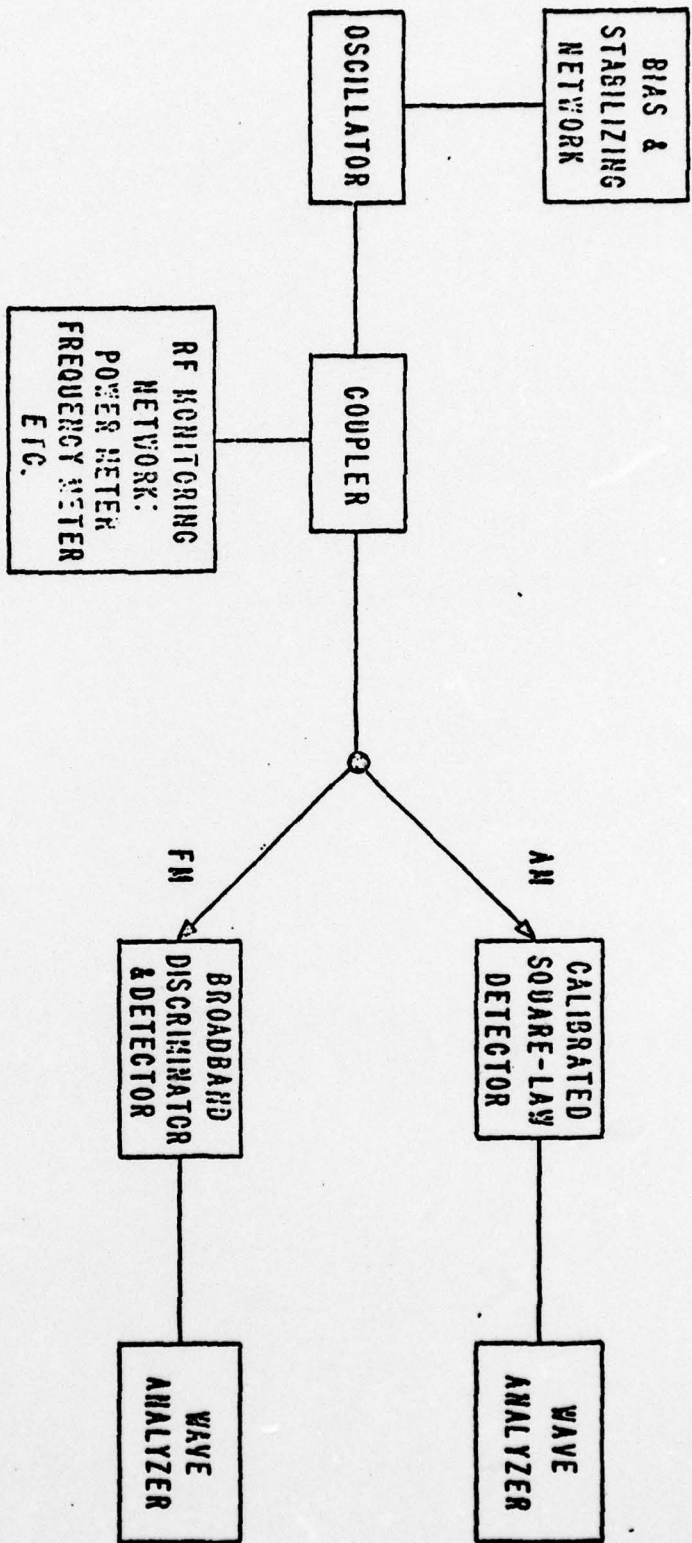 BIAS &
STABILIZING
NETWORK
OSCILLATOR
COUPLER
RF MONITORING
NETWORK:
POWER METER
FREQUENCY METER
ETC.
AM
FM
CALIBRATED
SQUARE-LAW
DETECTOR
BROADBAND
DISCRIMINATOR
& DETECTOR
WAVE
ANALYZER
WAVE
ANALYZER